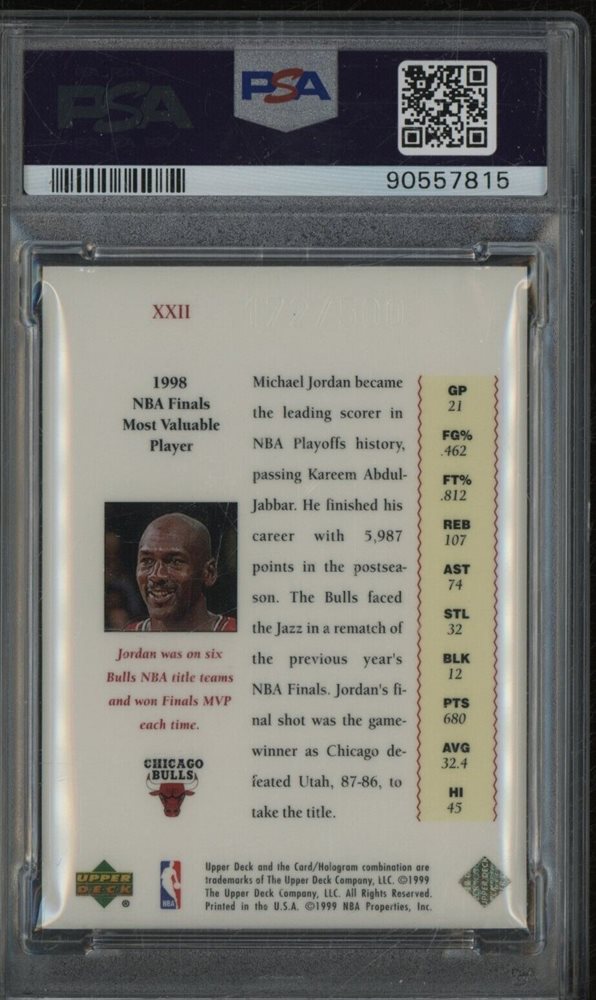 PSA
PSA
90557815
XXII
172/500
1998
NBA Finals
Most Valuable
Player
Jordan was on six
Bulls NBA title teams
and won Finals MVP
each time.
CHICAGO
BULLS
Michael Jordan became
the leading scorer in
NBA Playoffs history,
passing Kareem Abdul-
Jabbar. He finished his
career with 5,987
points in the postsea-
son. The Bulls faced
the Jazz in a rematch of
the previous year's
NBA Finals. Jordan's fi-
nal shot was the game-
winner as Chicago de-
feated Utah, 87-86, to
take the title.
GP
21
FG%
.462
FT%
.812
REB
107
AST
74
STL
32
BLK
12
PTS
680
AVG
32.4
HI
45
UPPER
DECK
®
NBA
Upper Deck and the Card/Hologram combination are
trademarks of The Upper Deck Company, LLC. ©1999
The Upper Deck Company, LLC. All Rights Reserved.
Printed in the U.S.A. ©1999 NBA Properties, Inc.